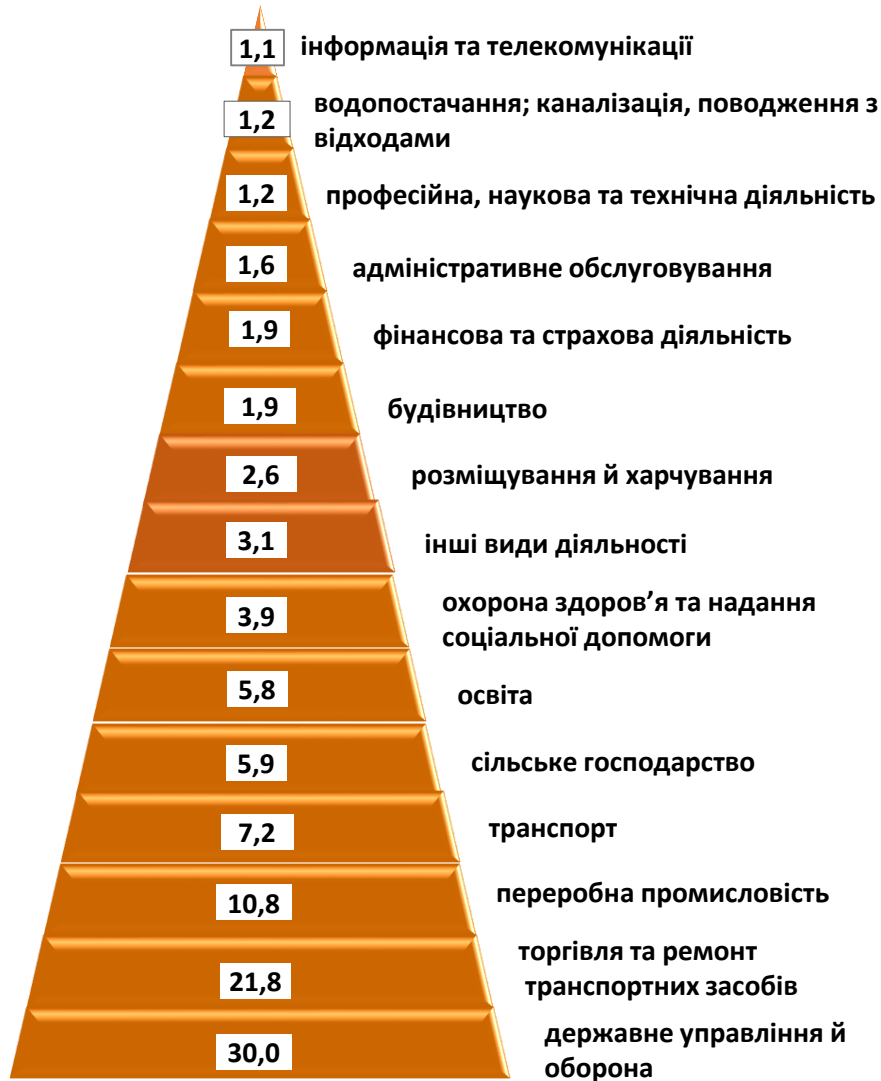 1,1 інформація та телекомунікації
водопостачання; каналізація, поводження з
1,2 відходами
1,2 професійна, наукова та технічна діяльність
1,6 адміністративне обслуговування
1,9 фінансова та страхова діяльність
1,9 будівництво
2,6 розміщування й харчування
3,1 інші види діяльності
3,9 охорона здоров’я та надання
соціальної допомоги
5,8 освіта
5,9 сільське господарство
7,2 транспорт
10,8 переробна промисловість
торгівля та ремонт
21,8 транспортних засобів
30,0 державне управління й
оборона